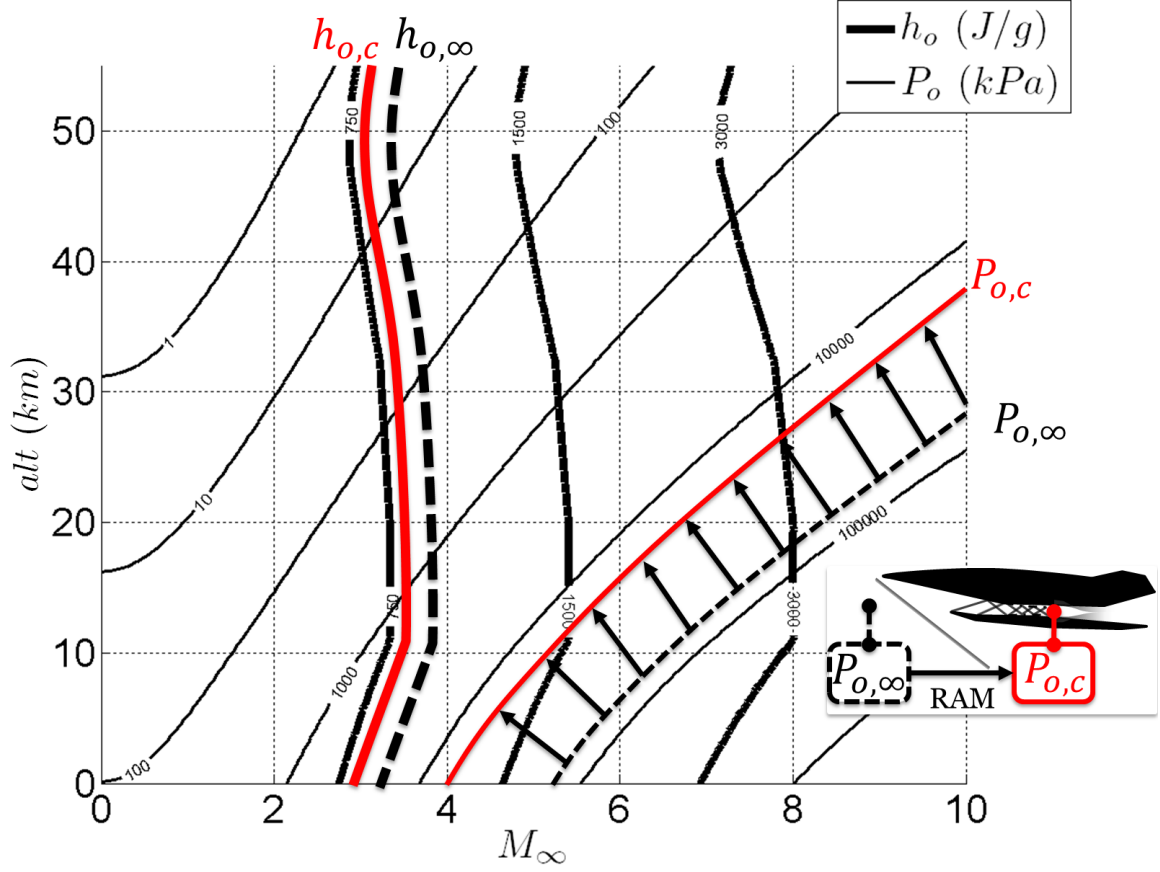 h_{o,c} h_{o,∞}
h_o (J/g)
P_o (kPa)
alt (km)
50
40
30
20
10
0
750
1500
3000
100
1
10
10000
P_{o,c}
P_{o,∞}
100000
750
1500
3000
1000
100
P_{o,∞}
RAM
P_{o,c}
0 2 4 6 8 10
M_∞